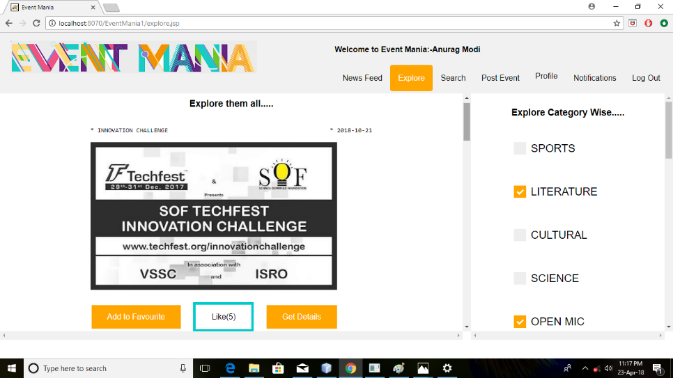 Event Mania
localhost:8070/EventMania1/explore.jsp
EVENT MANIA
Welcome to Event Mania:-Anurag Modi
News Feed Explore Search Post Event Profile Notifications Log Out
Explore them all.....
* INNOVATION CHALLENGE * 2018-10-21
Techfest & SOF
29th-31st Dec, 2017
Presents
SOF TECHFEST
INNOVATION CHALLENGE
www.techfest.org/innovationchallenge
In association with
VSSC and ISRO
Add to Favourite Like(5) Get Details
Explore Category Wise.....
SPORTS
LITERATURE
CULTURAL
SCIENCE
OPEN MIC
Type here to search
11:17 PM
23-Apr-18